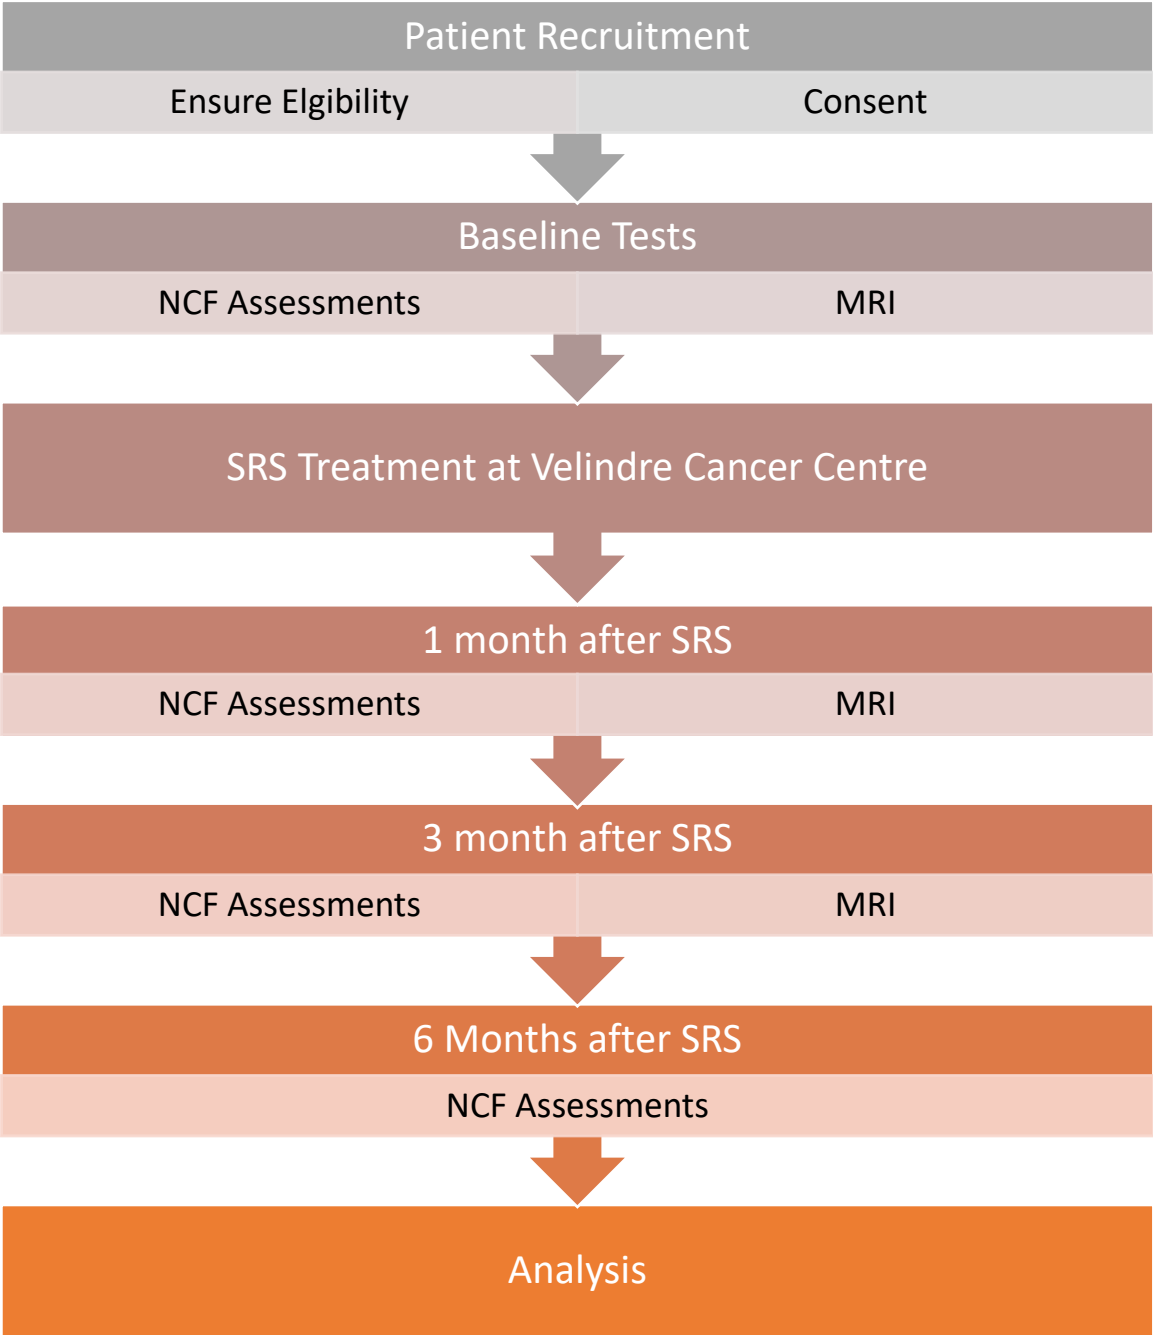 Patient Recruitment
Ensure Elgibility
Consent
Baseline Tests
NCF Assessments
MRI
SRS Treatment at Velindre Cancer Centre
1 month after SRS
NCF Assessments
MRI
3 month after SRS
NCF Assessments
MRI
6 Months after SRS
NCF Assessments
Analysis